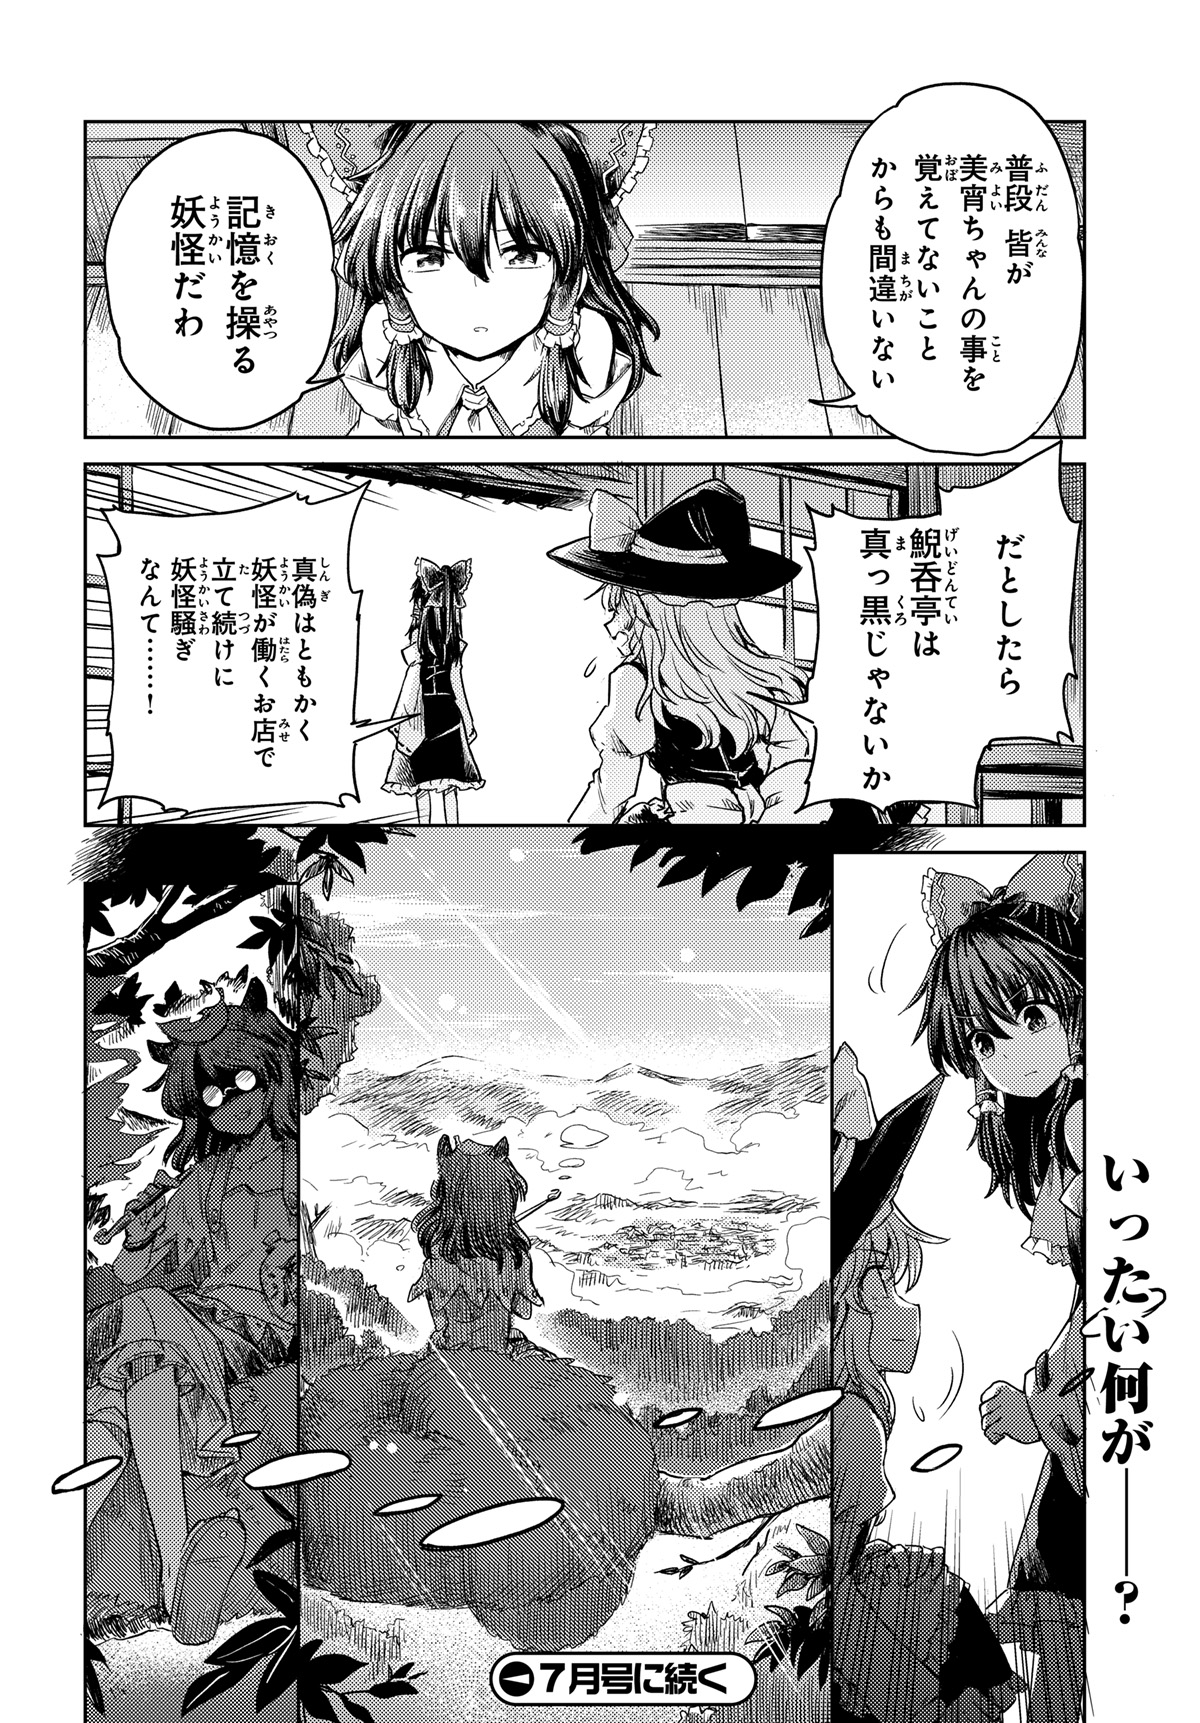 普段 皆が
美宵ちゃんの事を
覚えてないこと
からも間違いない
記憶を操る
妖怪だわ
だとしたら
鯢呑亭は
真っ黒じゃないか
真偽はともかく
妖怪が働くお店で
立て続けに
妖怪騒ぎ
なんて……！
いったい何が――？
7月号に続く